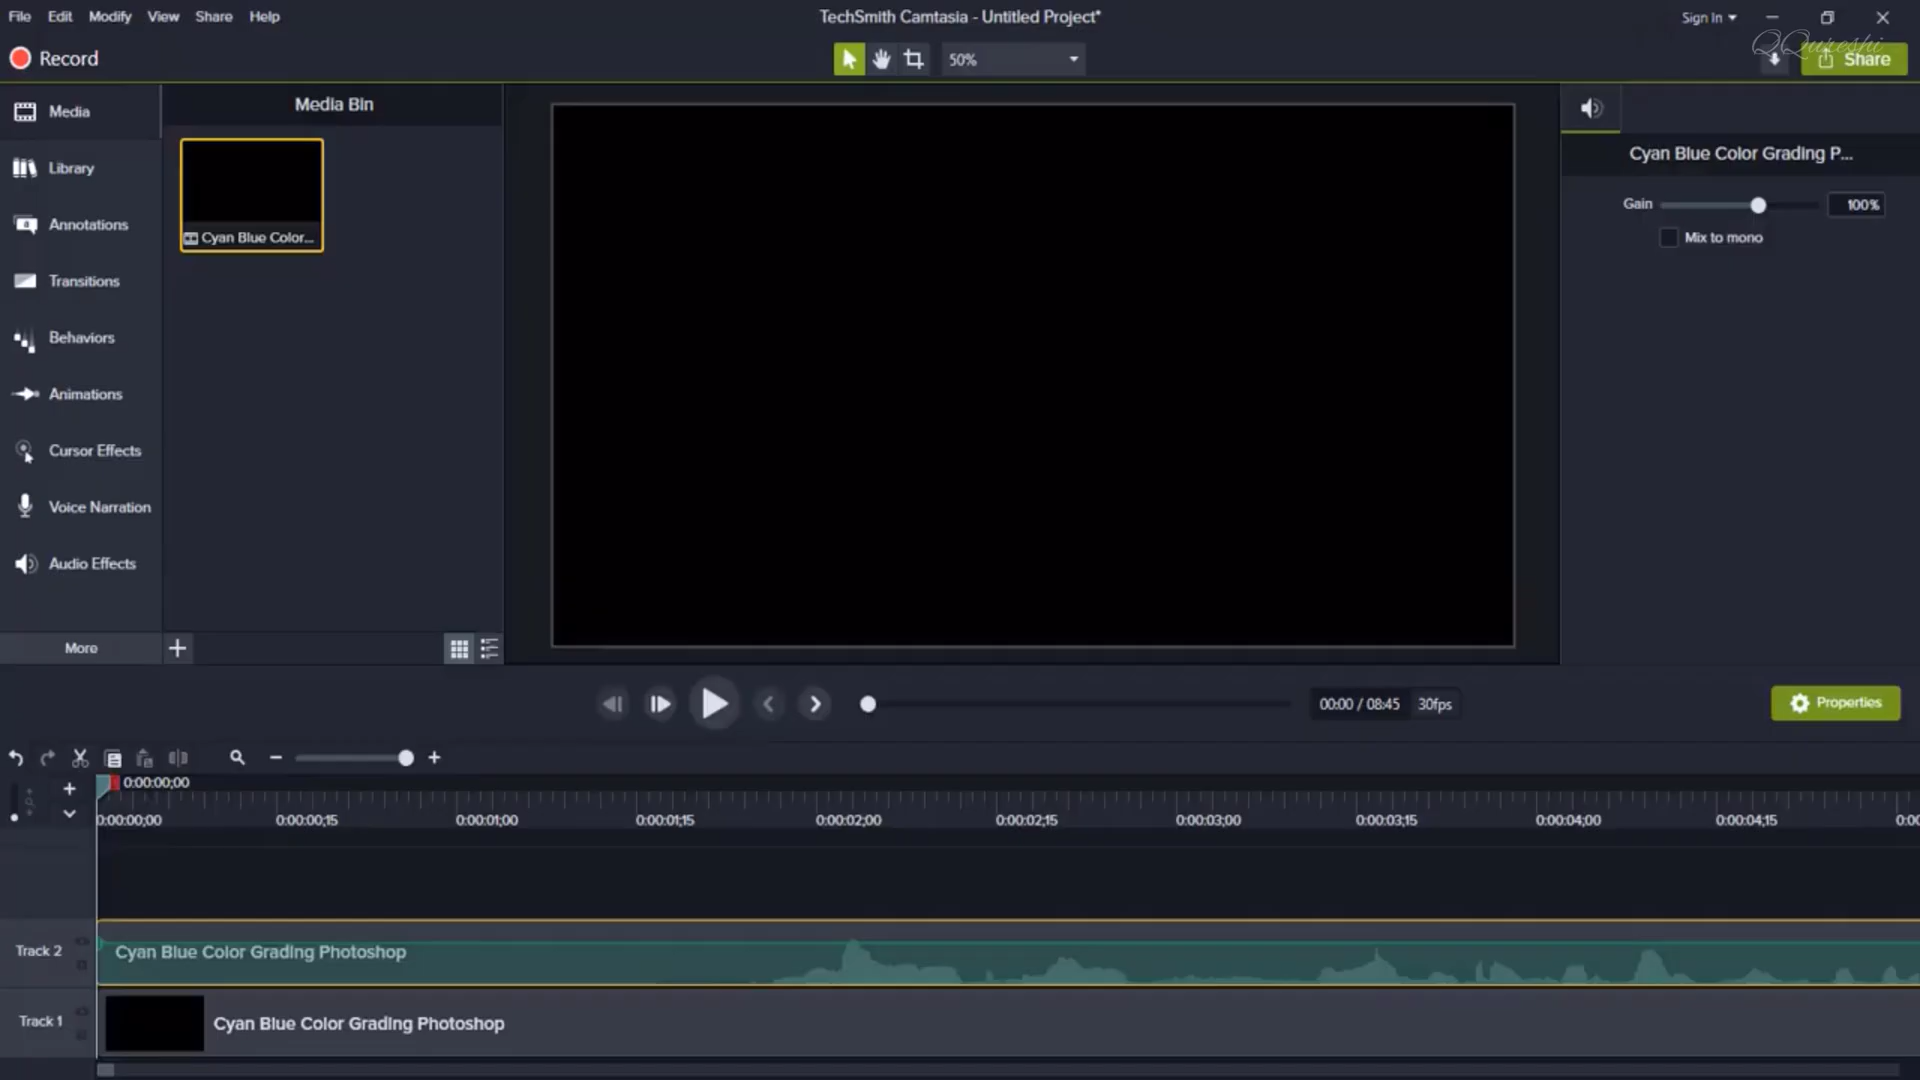 File Edit Modify View Share Help
TechSmith Camtasia - Untitled Project*
Sign In
QQureshi
Record
50%
Share
Media
Library
Annotations
Transitions
Behaviors
Animations
Cursor Effects
Voice Narration
Audio Effects
More
Media Bin
Cyan Blue Color...
Cyan Blue Color Grading P...
Gain 100%
Mix to mono
00:00 / 08:45 30fps
Properties
0:00:00;00
0:00:00;00 0:00:00;15 0:00:01;00 0:00:01;15 0:00:02;00 0:00:02;15 0:00:03;00 0:00:03;15 0:00:04;00 0:00:04;15 0:00
Track 2 Cyan Blue Color Grading Photoshop
Track 1 Cyan Blue Color Grading Photoshop